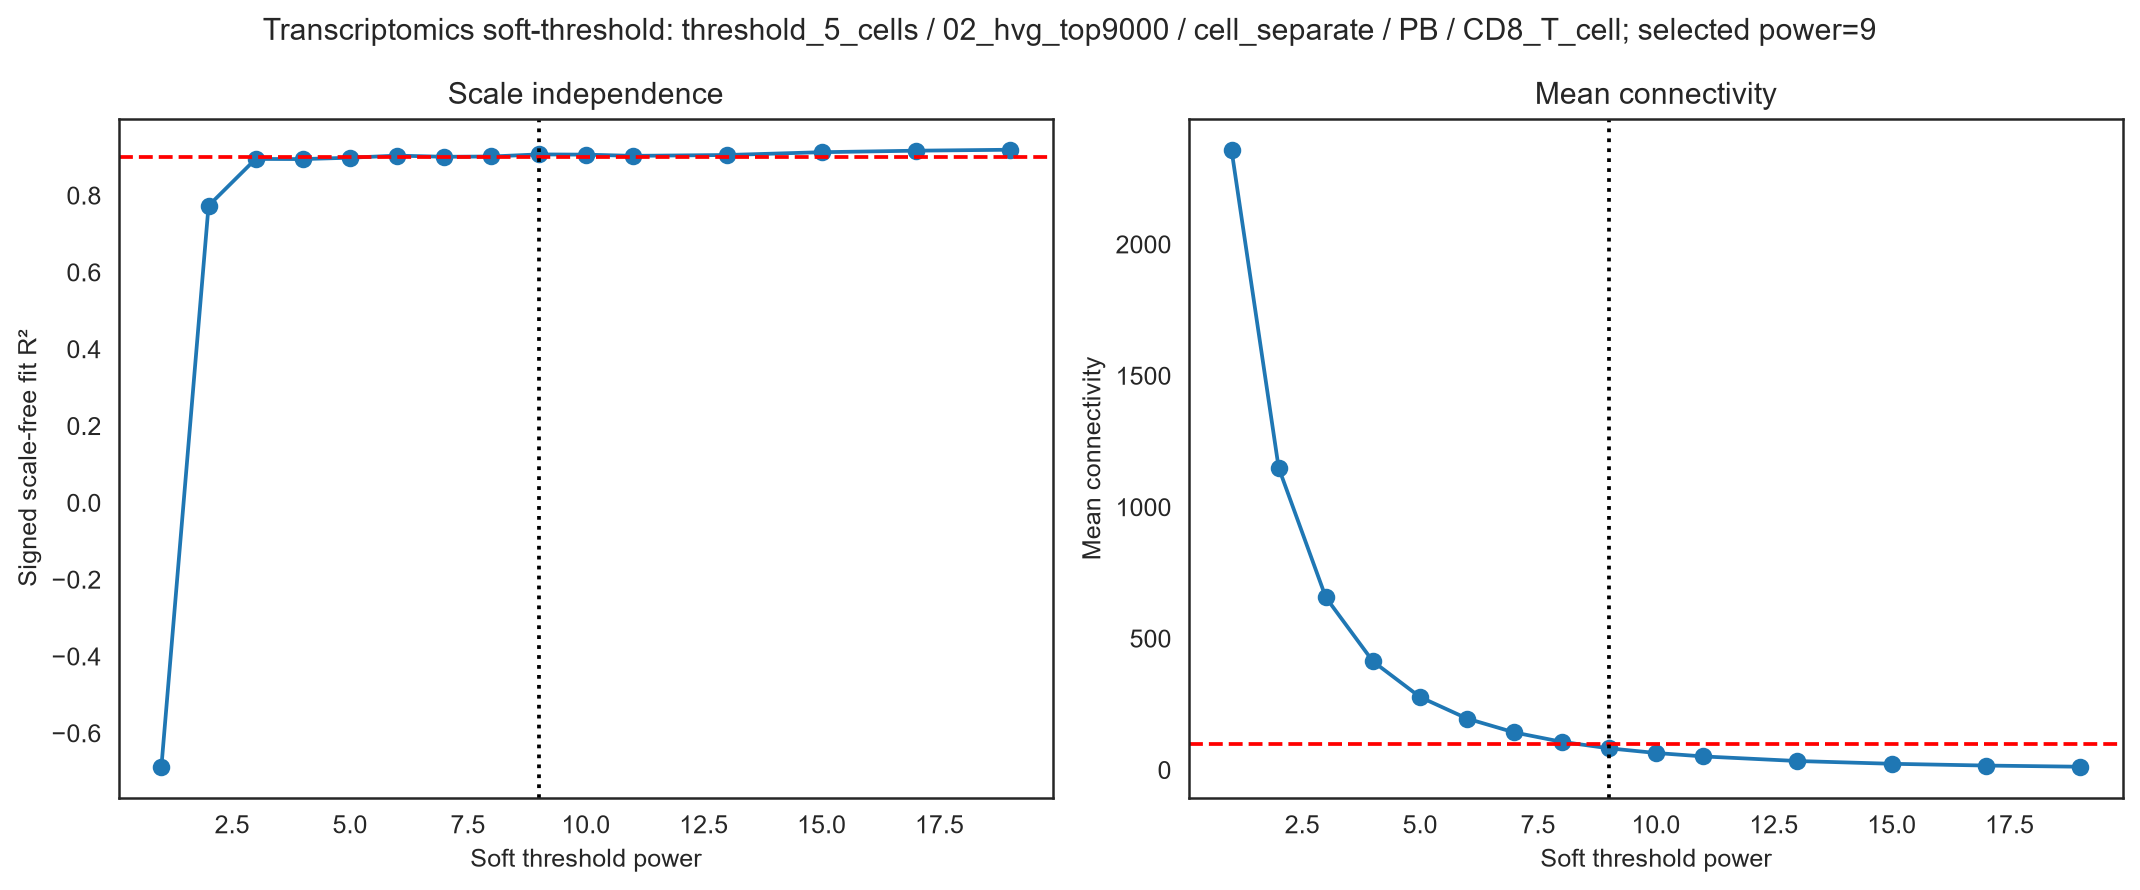 Transcriptomics soft-threshold: threshold_5_cells / 02_hvg_top9000 / cell_separate / PB / CD8_T_cell; selected power=9
Scale independence
Signed scale-free fit R²
0.8
0.6
0.4
0.2
0.0
−0.2
−0.4
−0.6
2.5 5.0 7.5 10.0 12.5 15.0 17.5
Soft threshold power
Mean connectivity
Mean connectivity
2000
1500
1000
500
0
2.5 5.0 7.5 10.0 12.5 15.0 17.5
Soft threshold power